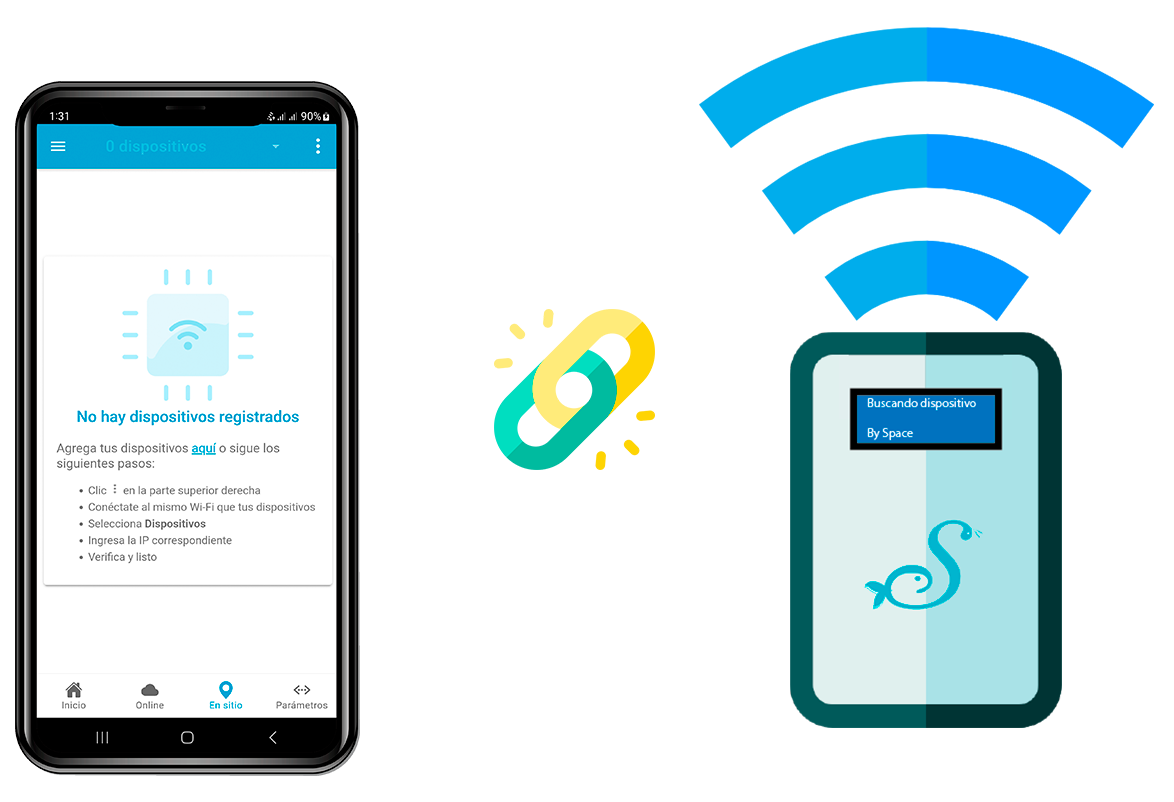 1:31
90%
0 dispositivos
No hay dispositivos registrados
Agrega tus dispositivos aquí o sigue los
siguientes pasos:
• Clic ⋮ en la parte superior derecha
• Conéctate al mismo Wi-Fi que tus dispositivos
• Selecciona Dispositivos
• Ingresa la IP correspondiente
• Verifica y listo
Inicio
Online
En sitio
Parámetros
Buscando dispositivo
By Space